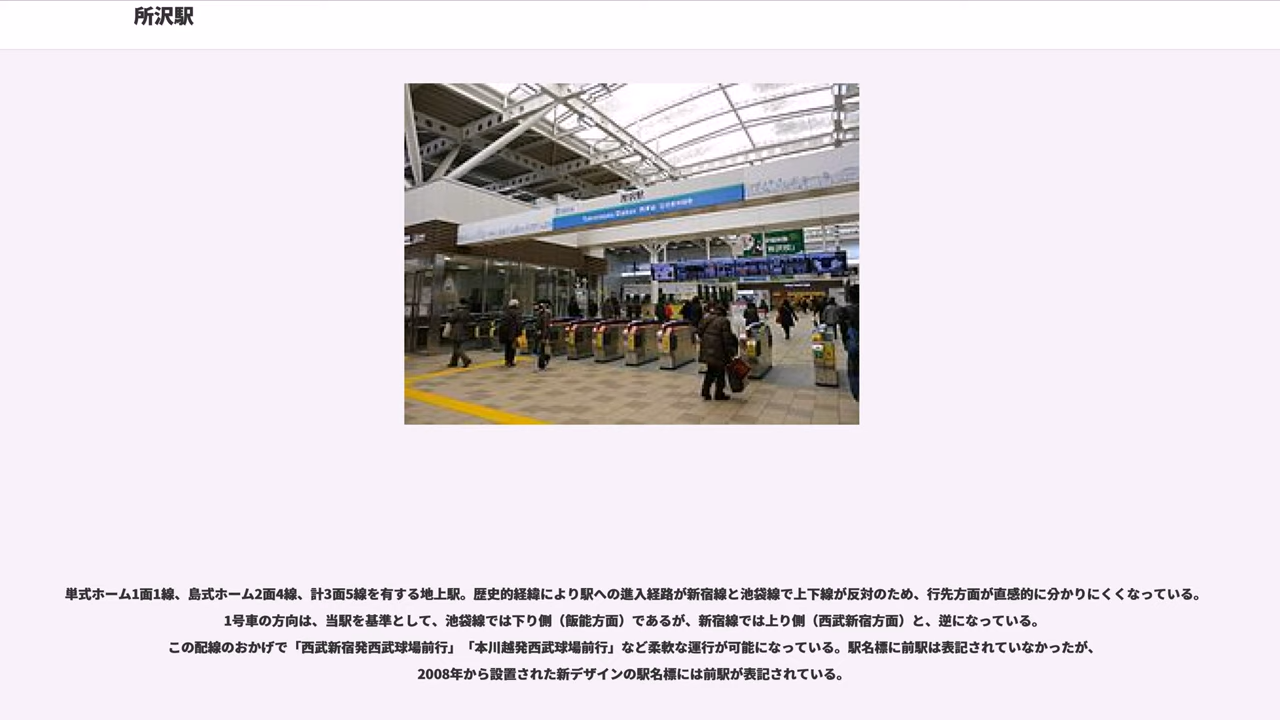 所沢駅
所沢駅
単式ホーム1面1線、島式ホーム2面4線、計3面5線を有する地上駅。歴史的経緯により駅への進入経路が新宿線と池袋線で上下線が反対のため、行先方面が直感的に分かりにくくなっている。
1号車の方向は、当駅を基準として、池袋線では下り側（飯能方面）であるが、新宿線では上り側（西武新宿方面）と、逆になっている。
この配線のおかげで「西武新宿発西武球場前行」「本川越発西武球場前行」など柔軟な運行が可能になっている。駅名標に前駅は表記されていなかったが、
2008年から設置された新デザインの駅名標には前駅が表記されている。